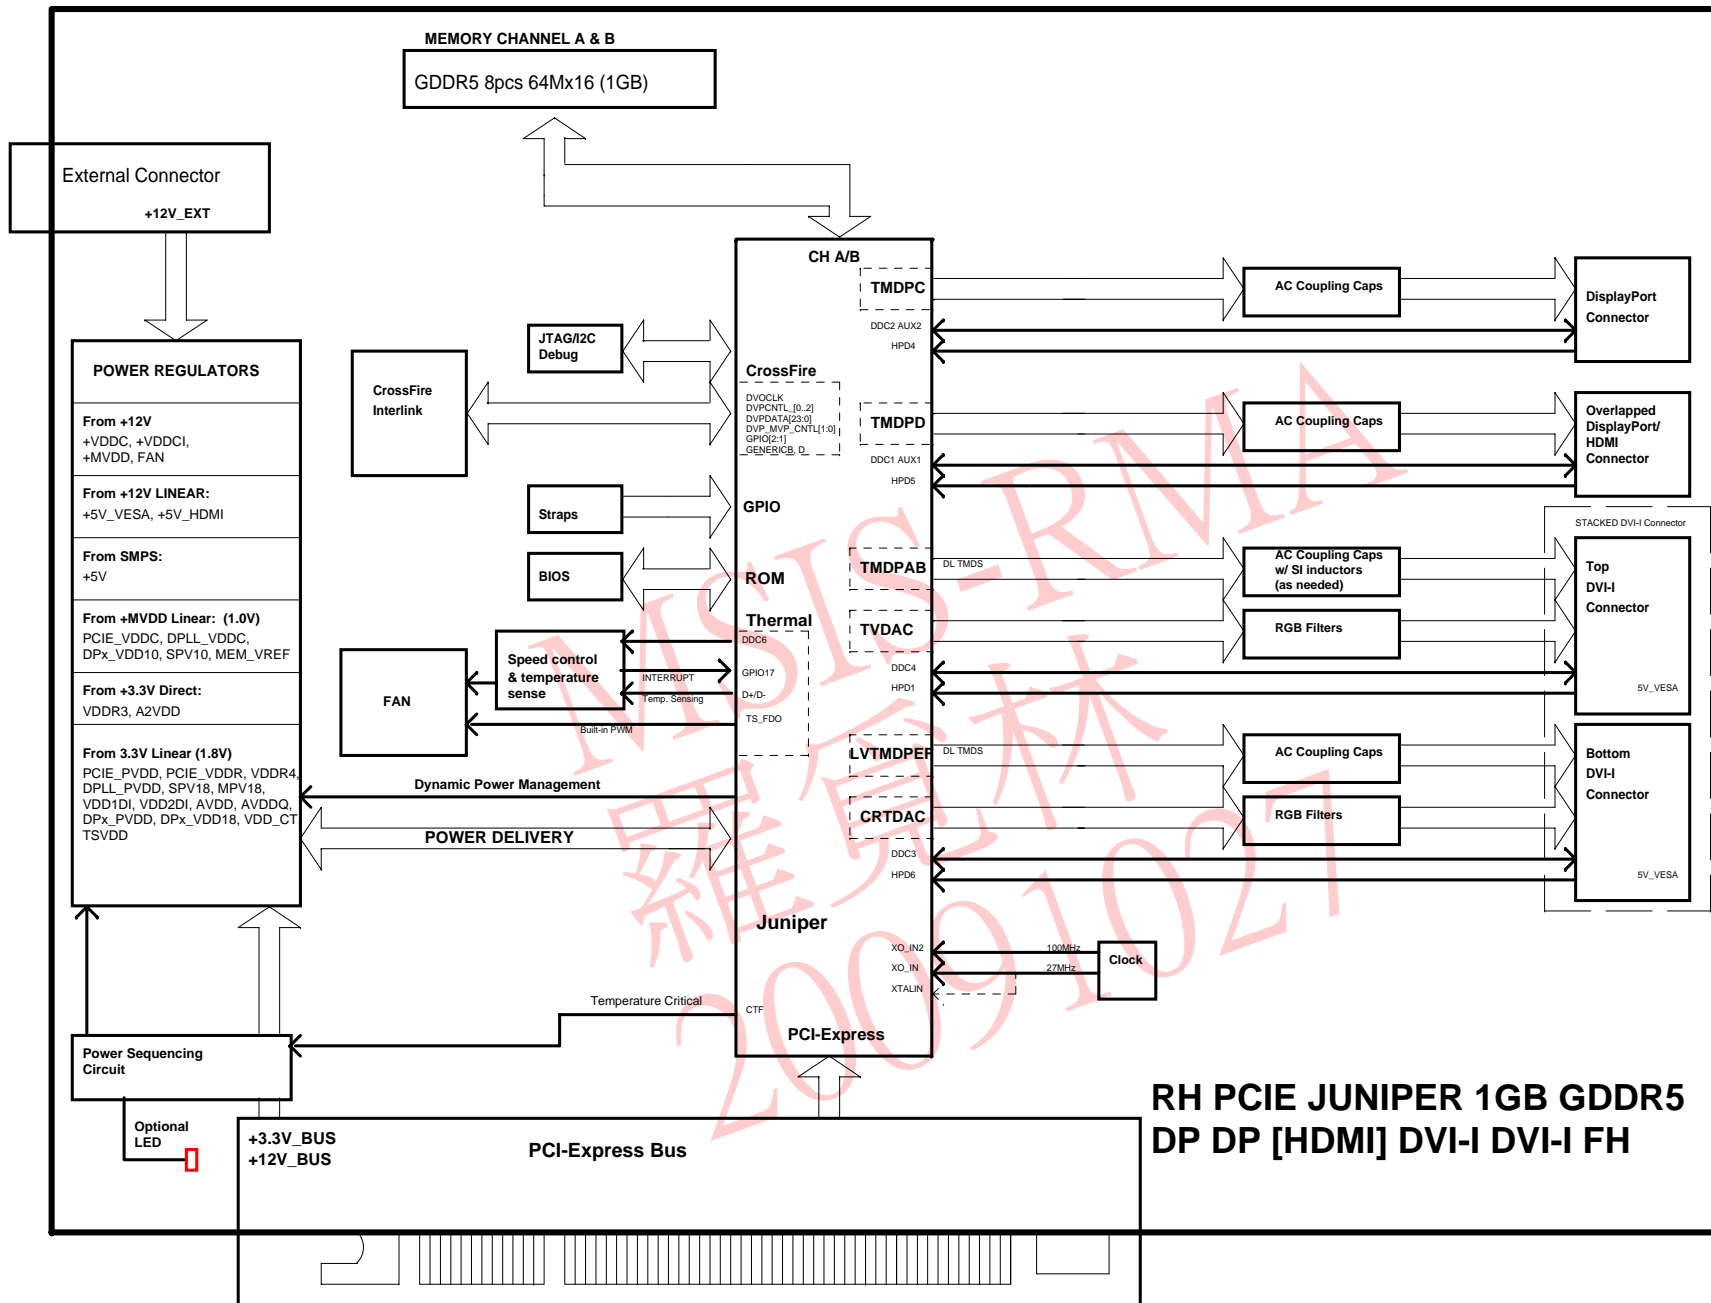 MEMORY CHANNEL A & B
GDDR5 8pcs 64Mx16 (1GB)
External Connector
+12V_EXT
POWER REGULATORS
From +12V
+VDDC, +VDDCI,
+MVDD, FAN
From +12V LINEAR:
+5V_VESA, +5V_HDMI
From SMPS:
+5V
From +MVDD Linear: (1.0V)
PCIE_VDDC, DPLL_VDDC,
DPx_VDD10, SPV10, MEM_VREF
From +3.3V Direct:
VDDR3, A2VDD
From 3.3V Linear (1.8V)
PCIE_PVDD, PCIE_VDDR, VDDR4,
DPLL_PVDD, SPV18, MPV18,
VDD1DI, VDD2DI, AVDD, AVDDQ,
DPx_PVDD, DPx_VDD18, VDD_CT
TSVDD
Power Sequencing
Circuit
Optional
LED
CrossFire
Interlink
JTAG/I2C
Debug
Straps
BIOS
Speed control
& temperature
sense
FAN
INTERRUPT
Temp. Sensing
Built-in PWM
Dynamic Power Management
POWER DELIVERY
Temperature Critical
CH A/B
CrossFire
DVOCLK
DVPCNTL_[0..2]
DVPDATA[23:0]
DVP_MVP_CNTL[1:0]
GPIO[2:1]
GENERICB, D
GPIO
ROM
Thermal
DDC6
GPIO17
D+/D-
TS_FDO
Juniper
CTF
PCI-Express
TMDPC
DDC2 AUX2
HPD4
TMDPD
DDC1 AUX1
HPD5
TMDPAB
TVDAC
DDC4
HPD1
LVTMDPEF
CRTDAC
DDC3
HPD6
XO_IN2
XO_IN
XTALIN
DL TMDS
DL TMDS
100MHz
27MHz
Clock
AC Coupling Caps
AC Coupling Caps
AC Coupling Caps
w/ SI inductors
(as needed)
RGB Filters
AC Coupling Caps
RGB Filters
DisplayPort
Connector
Overlapped
DisplayPort/
HDMI
Connector
STACKED DVI-I Connector
Top
DVI-I
Connector
5V_VESA
Bottom
DVI-I
Connector
5V_VESA
+3.3V_BUS
+12V_BUS
PCI-Express Bus
RH PCIE JUNIPER 1GB GDDR5
DP DP [HDMI] DVI-I DVI-I FH
MSIS-RMA
羅覓林
20091027